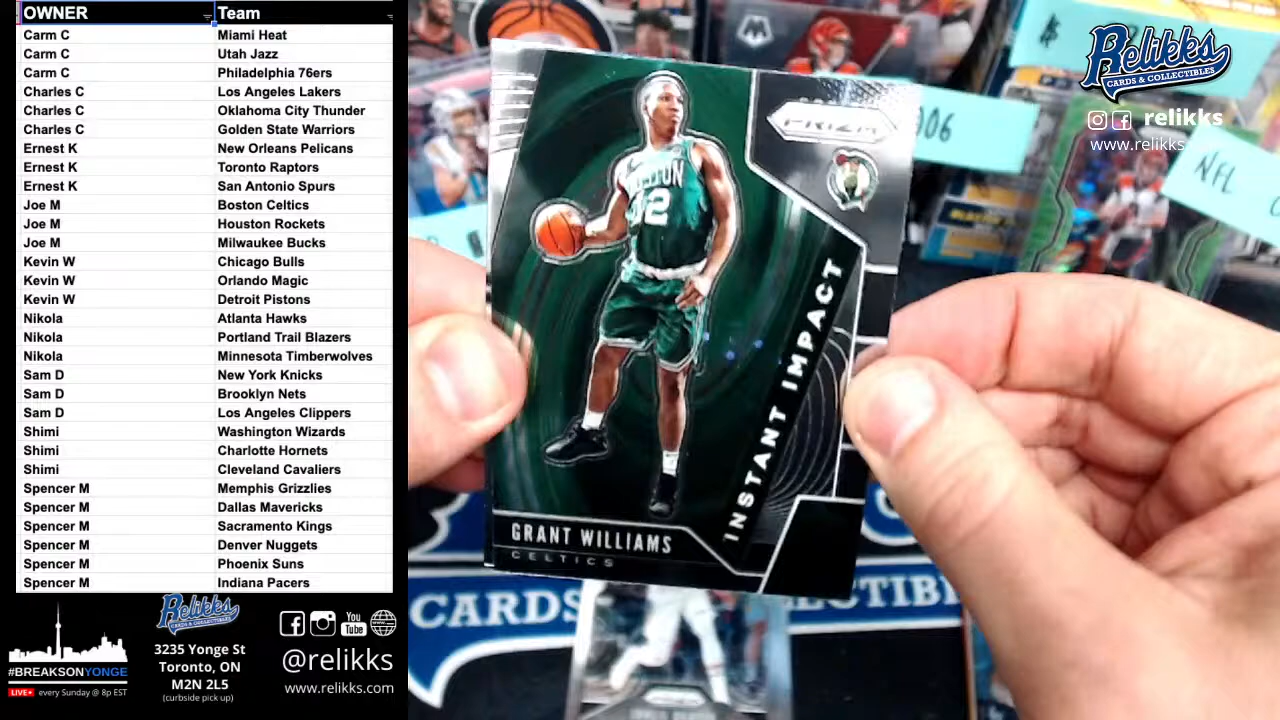 OWNER Team
Carm C Miami Heat
Carm C Utah Jazz
Carm C Philadelphia 76ers
Charles C Los Angeles Lakers
Charles C Oklahoma City Thunder
Charles C Golden State Warriors
Ernest K New Orleans Pelicans
Ernest K Toronto Raptors
Ernest K San Antonio Spurs
Joe M Boston Celtics
Joe M Houston Rockets
Joe M Milwaukee Bucks
Kevin W Chicago Bulls
Kevin W Orlando Magic
Kevin W Detroit Pistons
Nikola Atlanta Hawks
Nikola Portland Trail Blazers
Nikola Minnesota Timberwolves
Sam D New York Knicks
Sam D Brooklyn Nets
Sam D Los Angeles Clippers
Shimi Washington Wizards
Shimi Charlotte Hornets
Shimi Cleveland Cavaliers
Spencer M Memphis Grizzlies
Spencer M Dallas Mavericks
Spencer M Sacramento Kings
Spencer M Denver Nuggets
Spencer M Phoenix Suns
Spencer M Indiana Pacers
#BREAKSONYONGE
LIVE every Sunday @ 8p EST
Relikks
CARDS & COLLECTIBLES
3235 Yonge St
Toronto, ON
M2N 2L5
(curbside pick up)
You
Tube
@relikks
www.relikks.com
PRIZM
12
INSTANT IMPACT
GRANT WILLIAMS
CELTICS
Relikks
CARDS & COLLECTIBLES
relikks
www.relikks
NFL
CARDS